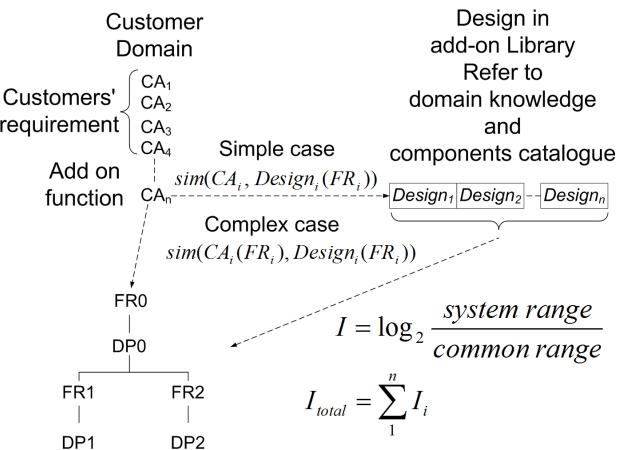 Customer
Domain
CA1
CA2
CA3
CA4
Customers'
requirement
Add on
function
CAn
Simple case
sim(CAi, Designi(FRi))
Complex case
sim(CAi(FRi), Designi(FRi))
Design in
add-on Library
Refer to
domain knowledge
and
components catalogue
Design1 Design2 Designn
FR0
DP0
FR1 FR2
DP1 DP2
I = log2 system range / common range
Itotal = ∑ n 1 Ii